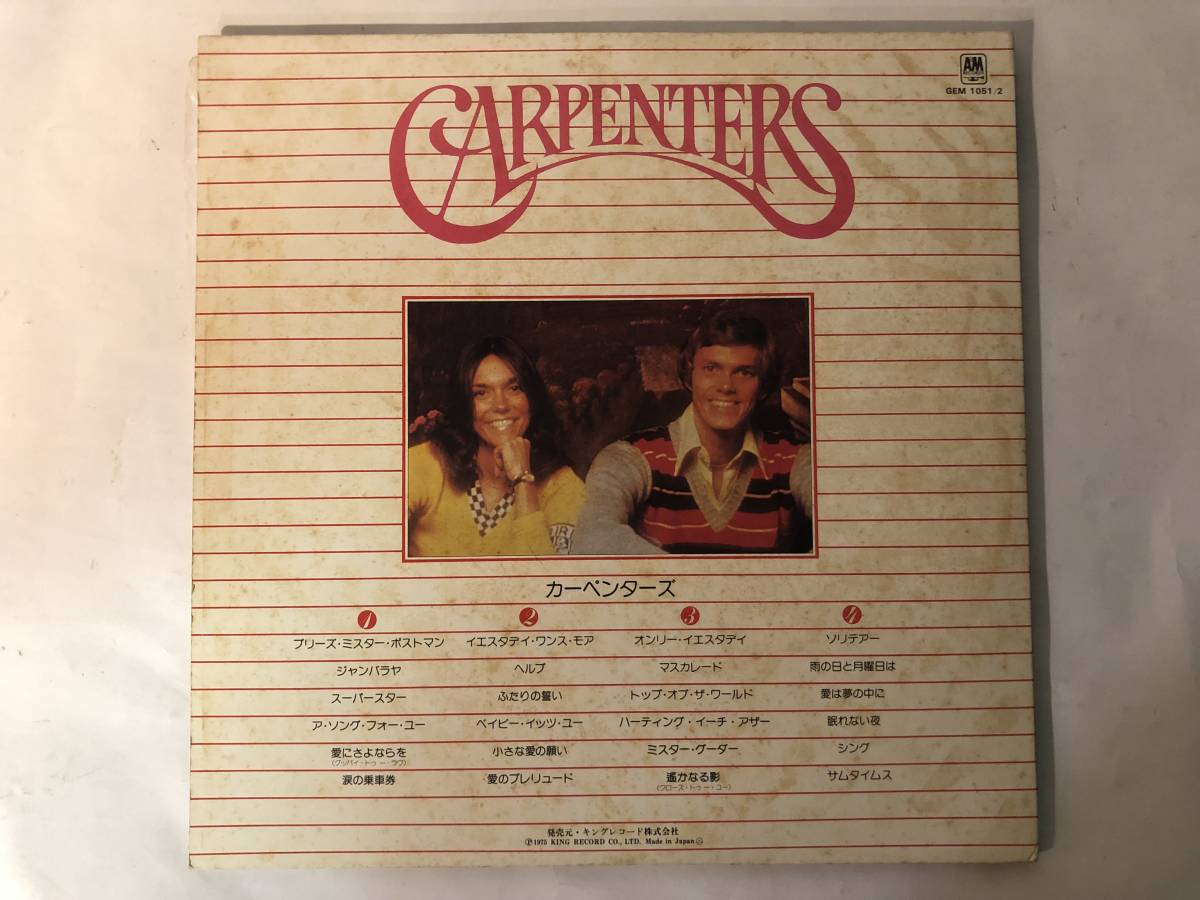 CARPENTERS
AM
GEM 1051/2
カーペンターズ
1
プリーズ・ミスター・ポストマン
ジャンバラヤ
スーパースター
ア・ソング・フォー・ユー
愛にさよならを
(グッバイ・トゥー・ラヴ)
涙の乗車券
2
イエスタデイ・ワンス・モア
ヘルプ
ふたりの誓い
ベイビー・イッツ・ユー
小さな愛の願い
愛のプレリュード
3
オンリー・イエスタデイ
マスカレード
トップ・オブ・ザ・ワールド
ハーティング・イーチ・アザー
ミスター・グーダー
遙かなる影
(クローズ・トゥー・ユー)
4
ソリテアー
雨の日と月曜日は
愛は夢の中に
眠れない夜
シング
サムタイムス
発売元・キングレコード株式会社
Ⓟ1975 KING RECORD CO., LTD. Made in Japan